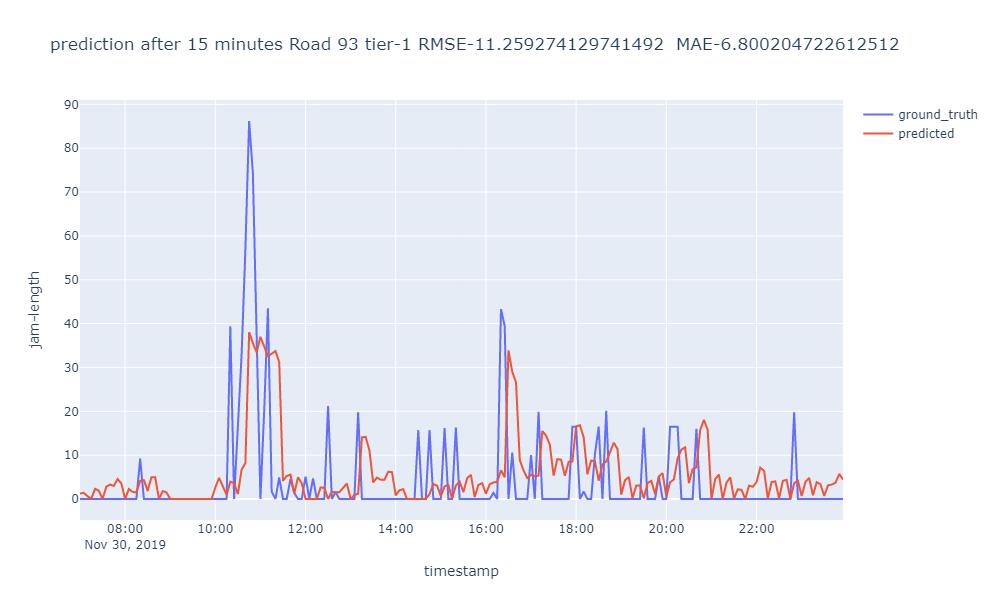 prediction after 15 minutes Road 93 tier-1 RMSE-11.259274129741492 MAE-6.800204722612512
ground_truth
predicted
90
80
70
60
50
40
30
20
10
0
jam-length
08:00 10:00 12:00 14:00 16:00 18:00 20:00 22:00
Nov 30, 2019
timestamp